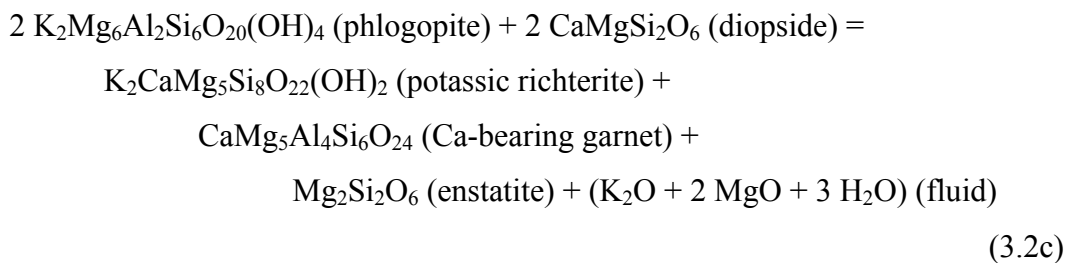 2 K₂Mg₆Al₂Si₆O₂₀(OH)₄ (phlogopite) + 2 CaMgSi₂O₆ (diopside) =
K₂CaMg₅Si₈O₂₂(OH)₂ (potassic richterite) +
CaMg₅Al₄Si₆O₂₄ (Ca-bearing garnet) +
Mg₂Si₂O₆ (enstatite) + (K₂O + 2 MgO + 3 H₂O) (fluid)
(3.2c)